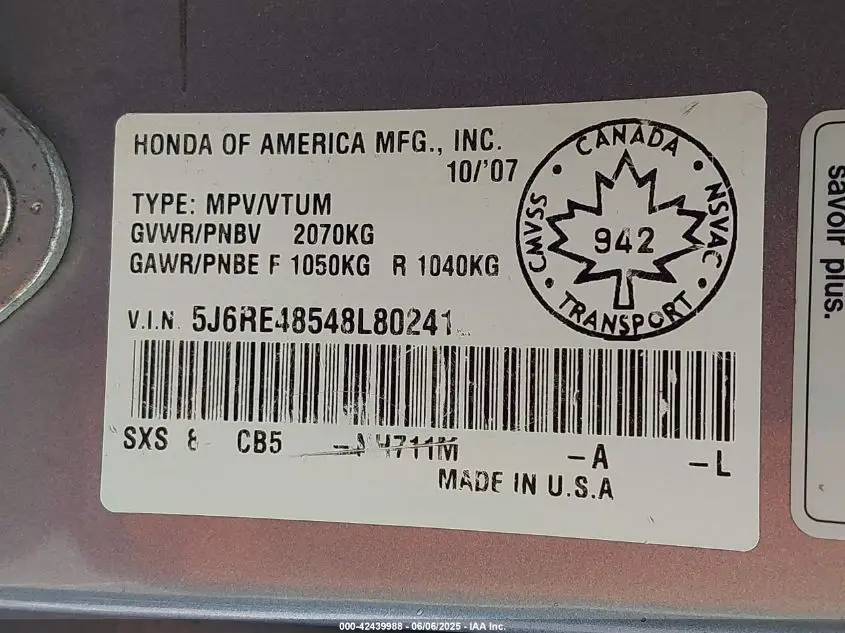 HONDA OF AMERICA MFG., INC.
10/'07
TYPE: MPV/VTUM
GVWR/PNBV 2070KG
GAWR/PNBE F 1050KG R 1040KG
V.I.N. 5J6RE48548L80241
CANADA
CMVSS
NSVAC
942
TRANSPORT
SXS 8 CB5
-A -L
MADE IN U.S.A
savoir plus.
000-42439988 - 06/06/2025 - IAA Inc.